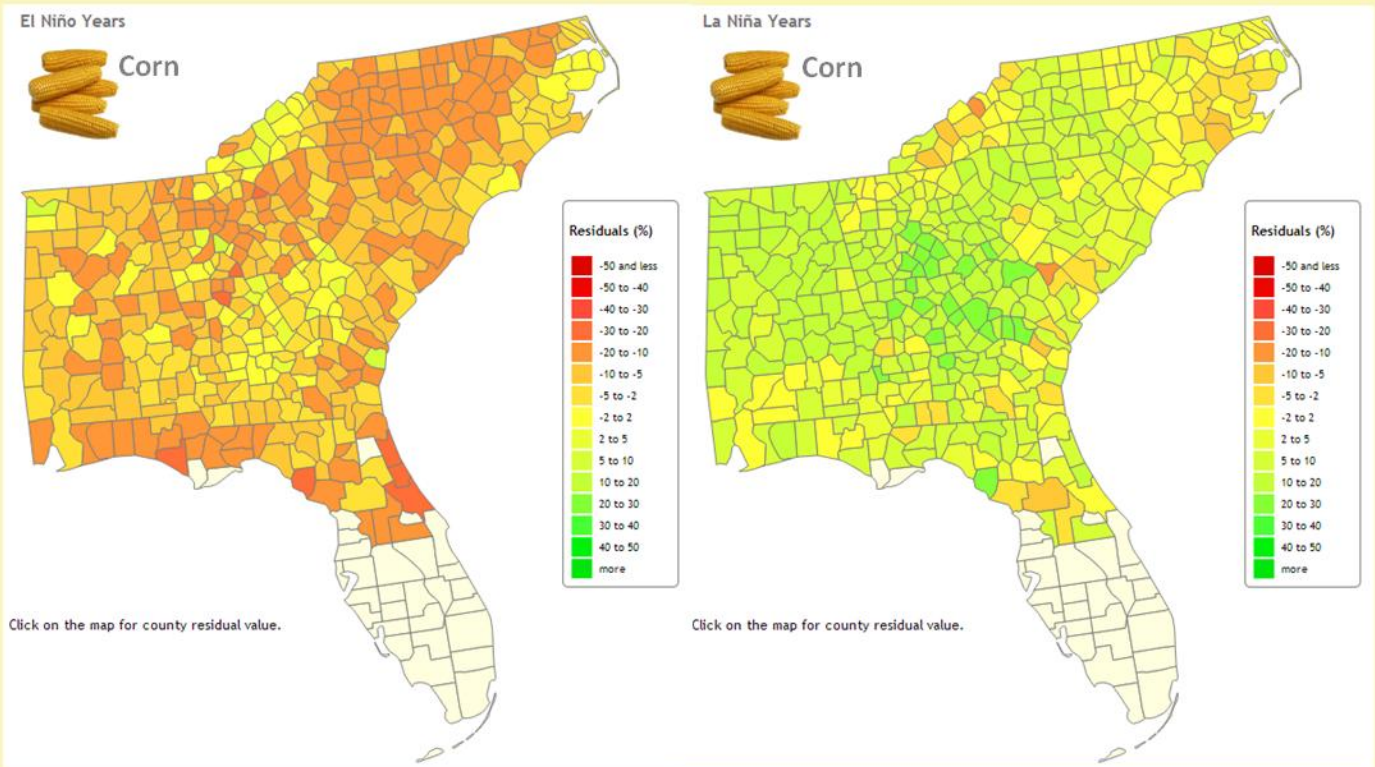 El Niño Years
Corn
Residuals (%)
-50 and less
-50 to -40
-40 to -30
-30 to -20
-20 to -10
-10 to -5
-5 to -2
-2 to 2
2 to 5
5 to 10
10 to 20
20 to 30
30 to 40
40 to 50
more
Click on the map for county residual value.
La Niña Years
Corn
Residuals (%)
-50 and less
-50 to -40
-40 to -30
-30 to -20
-20 to -10
-10 to -5
-5 to -2
-2 to 2
2 to 5
5 to 10
10 to 20
20 to 30
30 to 40
40 to 50
more
Click on the map for county residual value.